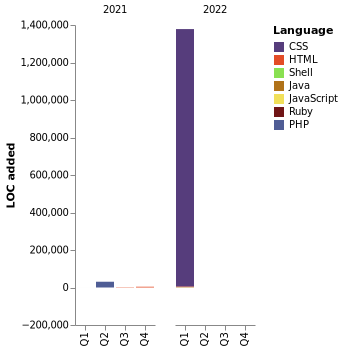 2021 2022
Language
CSS
HTML
Shell
Java
JavaScript
Ruby
PHP
LOC added
1,400,000
1,200,000
1,000,000
800,000
600,000
400,000
200,000
0
−200,000
Q1 Q2 Q3 Q4 Q1 Q2 Q3 Q4